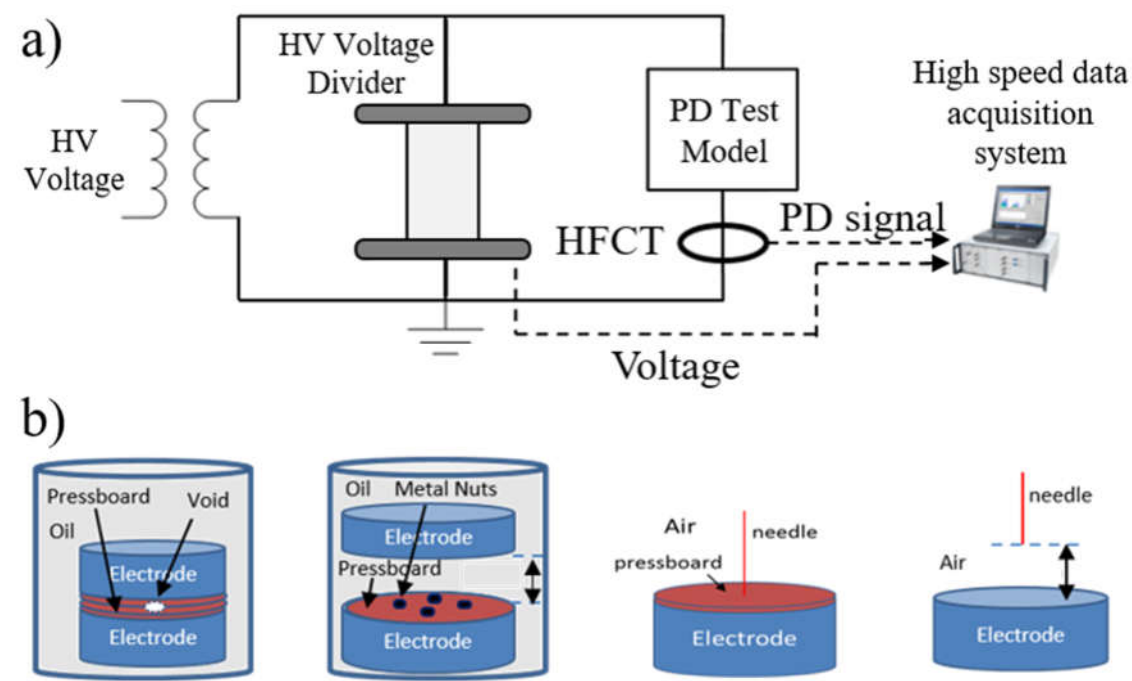 a)
HV Voltage
Divider
HV
Voltage
PD Test
Model
High speed data
acquisition
system
HFCT
PD signal
Voltage
b)
Pressboard
Void
Oil
Electrode
Electrode
Oil
Metal Nuts
Electrode
Pressboard
Electrode
Air
needle
pressboard
Electrode
needle
Air
Electrode